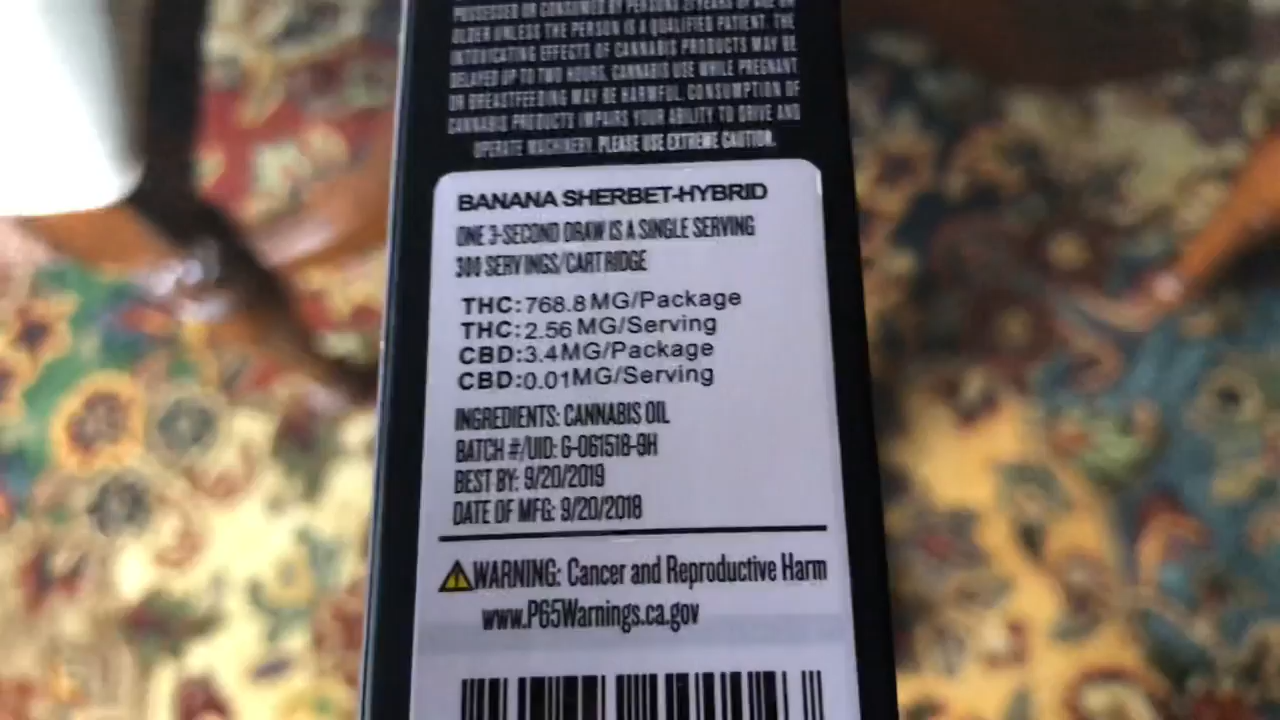 POSSESSED OR CONSUMED BY PERSONS 21 YEARS OF AGE OR
OLDER UNLESS THE PERSON IS A QUALIFIED PATIENT. THE
INTOXICATING EFFECTS OF CANNABIS PRODUCTS MAY BE
DELAYED UP TO TWO HOURS. CANNABIS USE WHILE PREGNANT
OR BREASTFEEDING MAY BE HARMFUL. CONSUMPTION OF
CANNABIS PRODUCTS IMPAIRS YOUR ABILITY TO DRIVE AND
OPERATE MACHINERY. PLEASE USE EXTREME CAUTION.
BANANA SHERBET-HYBRID
ONE 3-SECOND DRAW IS A SINGLE SERVING
300 SERVINGS/CARTRIDGE
THC:768.8MG/Package
THC:2.56MG/Serving
CBD:3.4MG/Package
CBD:0.01MG/Serving
INGREDIENTS: CANNABIS OIL
BATCH #/UID: G-061518-9H
BEST BY: 9/20/2019
DATE OF MFG: 9/20/2018
WARNING: Cancer and Reproductive Harm
www.P65Warnings.ca.gov